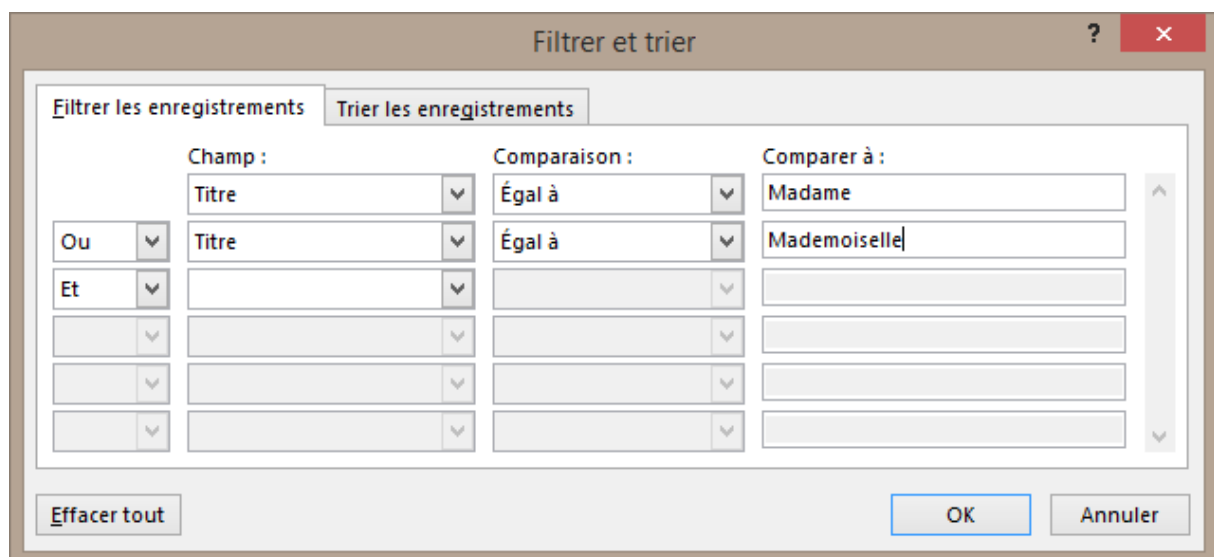 Filtrer et trier ? ×
Filtrer les enregistrements Trier les enregistrements
Champ : Comparaison : Comparer à :
Titre Égal à Madame
Ou Titre Égal à Mademoiselle
Et
Effacer tout OK Annuler